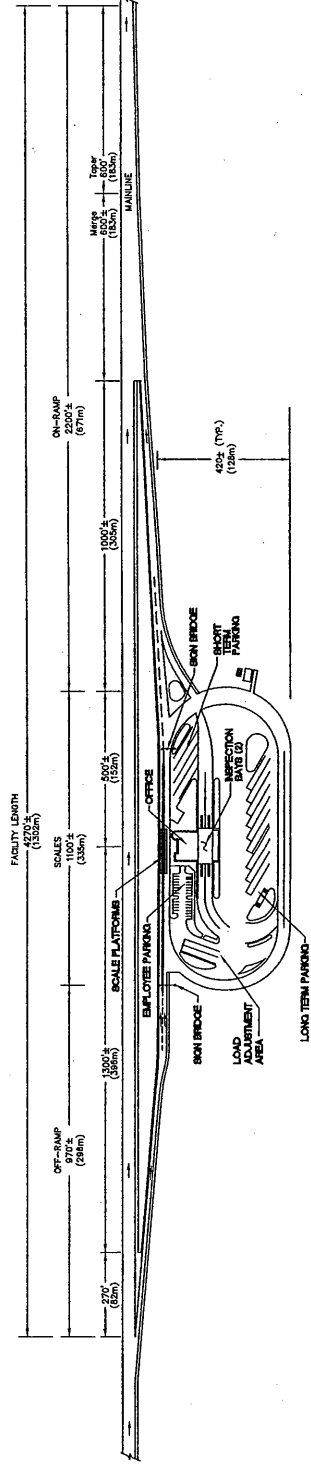 FACILITY LENGTH
4270'±
(1302m)
OFF-RAMP
970'±
(296m)
SCALES
1100'±
(335m)
ON-RAMP
2200'±
(671m)
270'
(82m)
1300'±
(396m)
500'±
(152m)
1000'±
(305m)
Merge
600'±
(183m)
Taper
600'
(183m)
MAINLINE
SCALE PLATFORMS
EMPLOYEE PARKING
OFFICE
SIGN BRIDGE
SIGN BRIDGE
SHORT
TERM
PARKING
INSPECTION
BAYS (2)
LOAD
ADJUSTMENT
AREA
LONG TERM PARKING
420± (TYP.)
(128m)